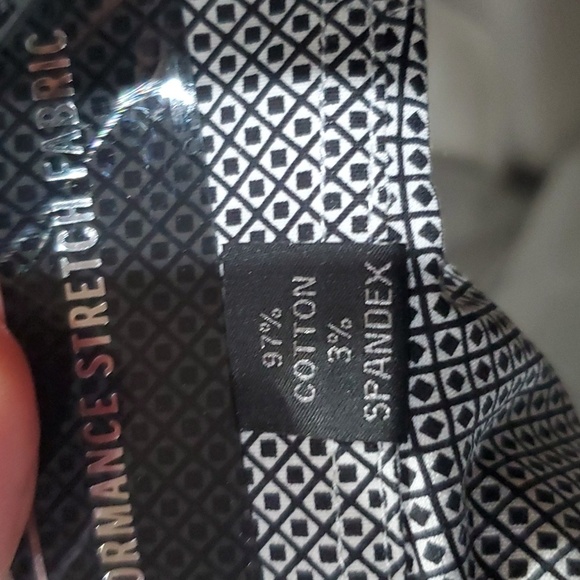 ORMANCE STRETCH FABRIC
97%
COTTON
3%
SPANDEX